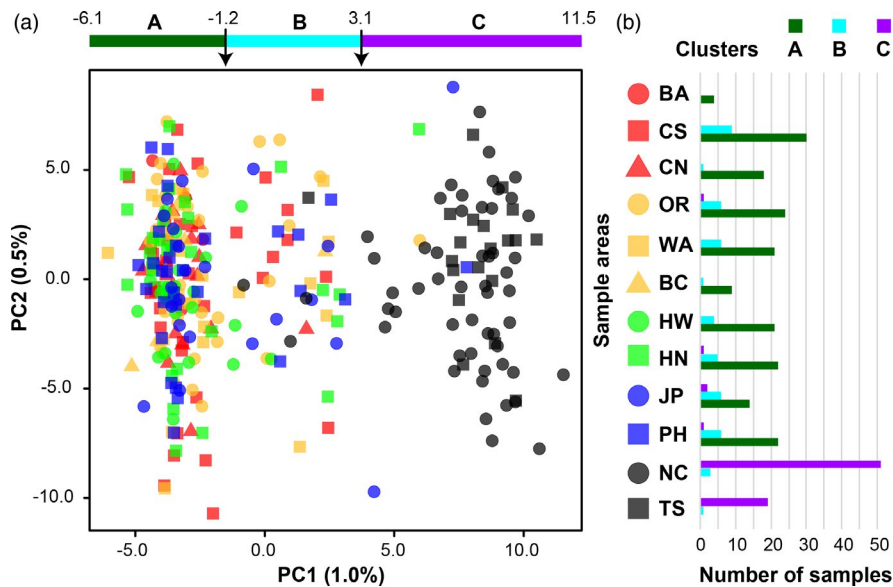 (a)
-6.1 -1.2 3.1 11.5
A B C
PC2 (0.5%)
5.0
0.0
-5.0
-10.0
-5.0 0.0 5.0 10.0
PC1 (1.0%)
(b)
Clusters A B C
Sample areas
BA
CS
CN
OR
WA
BC
HW
HN
JP
PH
NC
TS
0 10 20 30 40 50
Number of samples